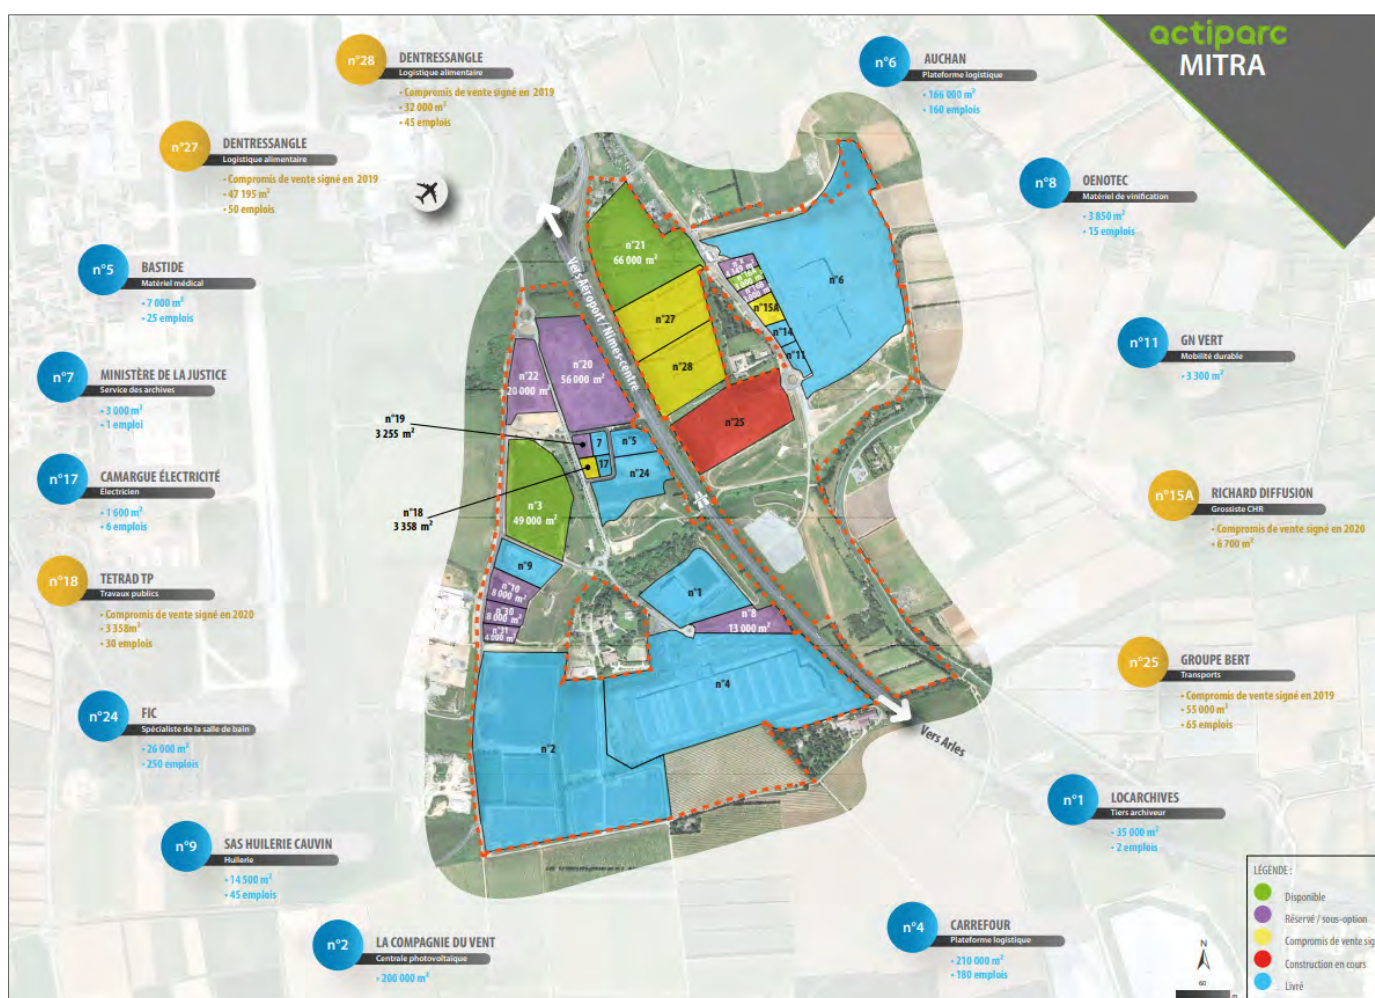 actiparc
MITRA
n°28
DENTRESSANGLE
Logistique alimentaire
• Compromis de vente signé en 2019
• 32 000 m²
• 45 emplois
n°6
AUCHAN
Plateforme logistique
• 166 000 m²
• 160 emplois
n°27
DENTRESSANGLE
Logistique alimentaire
• Compromis de vente signé en 2019
• 47 195 m²
• 50 emplois
n°8
OENOTEC
Matériel de vinification
• 3 850 m²
• 15 emplois
n°5
BASTIDE
Matériel médical
• 7 000 m²
• 25 emplois
n°11
GN VERT
Mobilité durable
• 3 300 m²
n°7
MINISTÈRE DE LA JUSTICE
Service des archives
• 3 000 m²
• 1 emploi
n°17
CAMARGUE ÉLECTRICITÉ
Électricien
• 1 600 m²
• 6 emplois
n°15A
RICHARD DIFFUSION
Grossiste CHR
• Compromis de vente signé en 2020
• 6 700 m²
n°18
TETRAD TP
Travaux publics
• Compromis de vente signé en 2020
• 3 358m²
• 30 emplois
n°25
GROUPE BERT
Transports
• Compromis de vente signé en 2019
• 55 000 m²
• 65 emplois
n°24
FIC
Spécialiste de la salle de bain
• 26 000 m²
• 250 emplois
n°1
LOCARCHIVES
Tiers archiveur
• 35 000 m²
• 2 emplois
n°9
SAS HUILERIE CAUVIN
Huilerie
• 14 500 m²
• 45 emplois
n°2
LA COMPAGNIE DU VENT
Centrale photovoltaïque
• 200 000 m²
n°4
CARREFOUR
Plateforme logistique
• 210 000 m²
• 180 emplois
Vers Aéroport / Nîmes-centre
n°21
66 000 m²
n°6
n°27
n°15A
n°14
n°11
n°28
n°20
56 000 m²
n°22
20 000 m²
n°25
n°19
3 255 m²
7
n°5
17
n°24
n°18
3 358 m²
n°3
49 000 m²
n°9
n°10
8 000 m²
n°30
8 000 m²
n°31
4 000 m²
n°1
n°8
13 000 m²
n°4
n°2
Vers Arles
LÉGENDE :
Disponible
Réservé / sous-option
Compromis de vente sig
Construction en cours
Livré
N
60
m